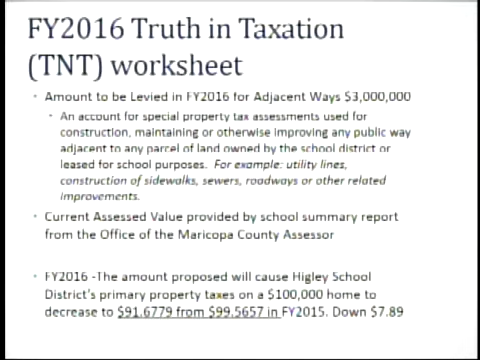 FY2016 Truth in Taxation
(TNT) worksheet
• Amount to be Levied in FY2016 for Adjacent Ways $3,000,000
• An account for special property tax assessments used for
construction, maintaining or otherwise improving any public way
adjacent to any parcel of land owned by the school district or
leased for school purposes. For example: utility lines,
construction of sidewalks, sewers, roadways or other related
improvements.
• Current Assessed Value provided by school summary report
from the Office of the Maricopa County Assessor
• FY2016 -The amount proposed will cause Higley School
District's primary property taxes on a $100,000 home to
decrease to $91.6779 from $99.5657 in FY2015. Down $7.89